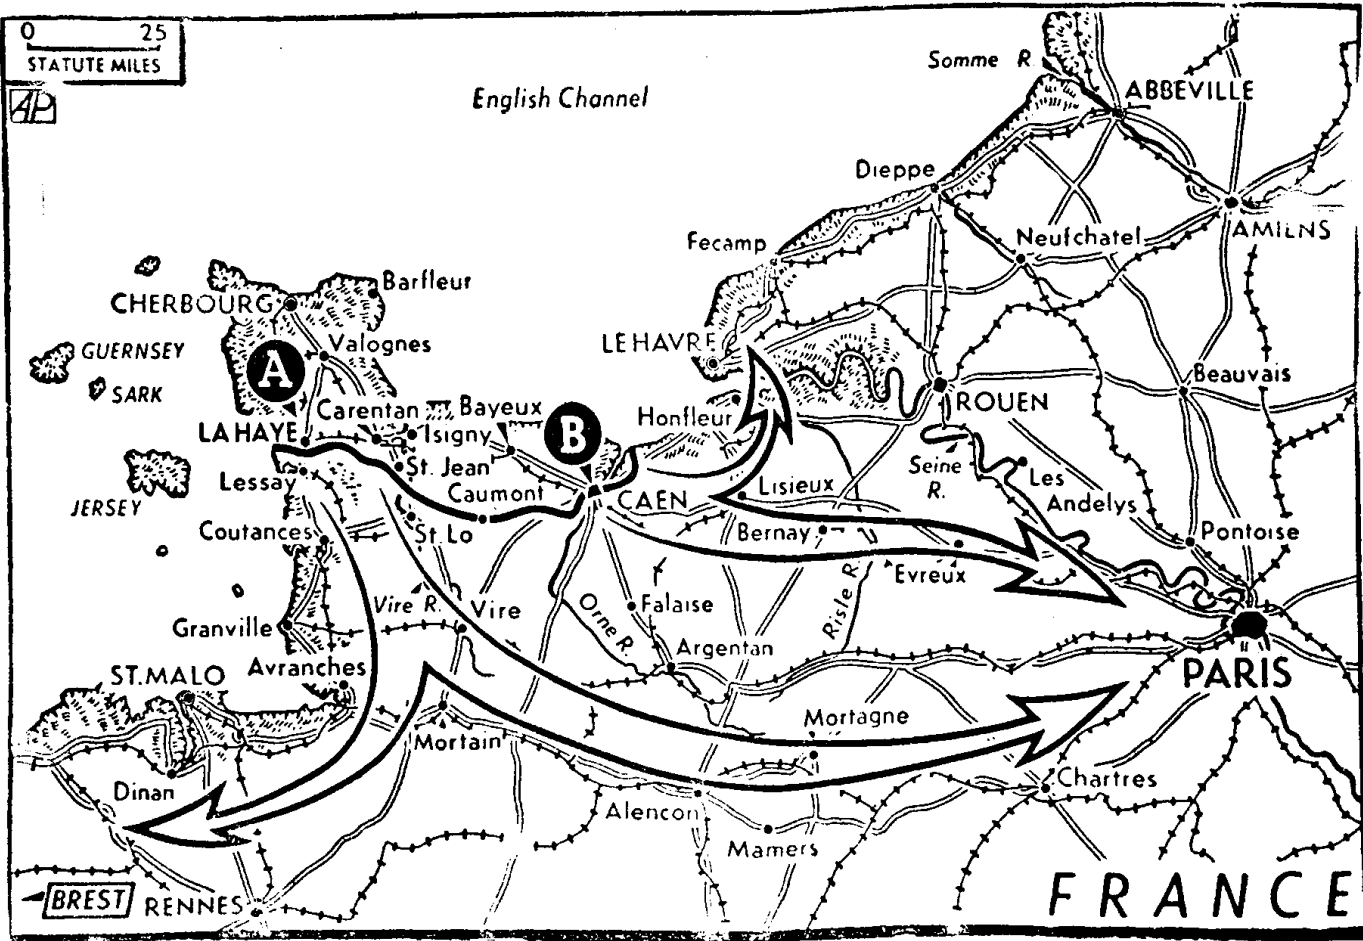 0 25
STATUTE MILES
AP
English Channel
Somme R.
ABBEVILLE
Dieppe
AMIENS
Neufchatel
Fecamp
Barfleur
CHERBOURG
LE HAVRE
GUERNSEY
Valognes
A
SARK
Beauvais
Carentan
Bayeux
B
Honfleur
ROUEN
LA HAYE
Isigny
Seine
R.
St. Jean
Lessay
Caumont
CAEN
Lisieux
Les
Andelys
JERSEY
Coutances
St. Lo
Bernay
Pontoise
Evreux
Vire R.
Vire
Orne R.
Falaise
Risle R.
Granville
Argentan
Avranches
ST. MALO
PARIS
Mortagne
Mortain
Dinan
Chartres
Alencon
Mamers
BREST
RENNES
FRANCE